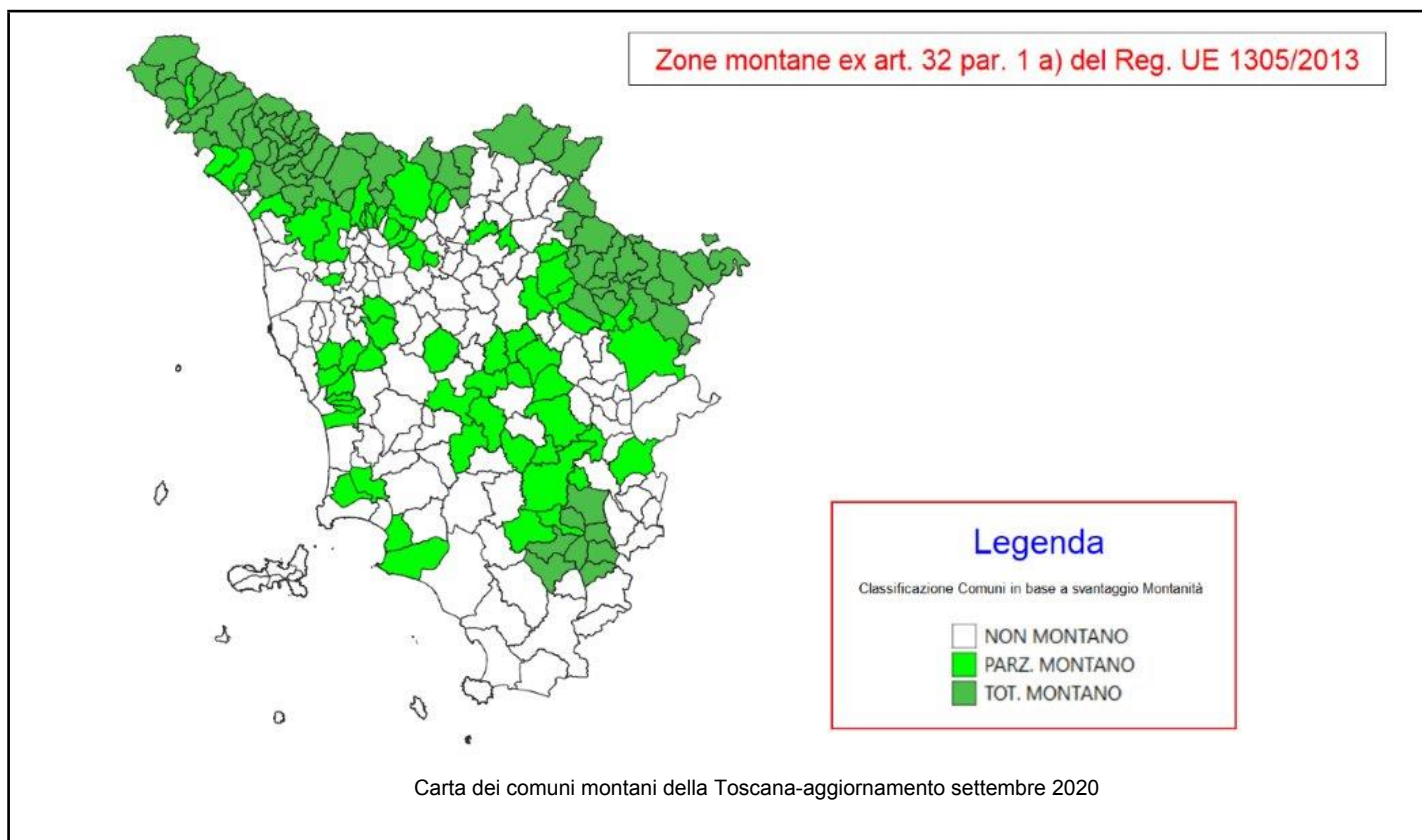 Zone montane ex art. 32 par. 1 a) del Reg. UE 1305/2013
Legenda
Classificazione Comuni in base a svantaggio Montanità
NON MONTANO
PARZ. MONTANO
TOT. MONTANO
Carta dei comuni montani della Toscana-aggiornamento settembre 2020